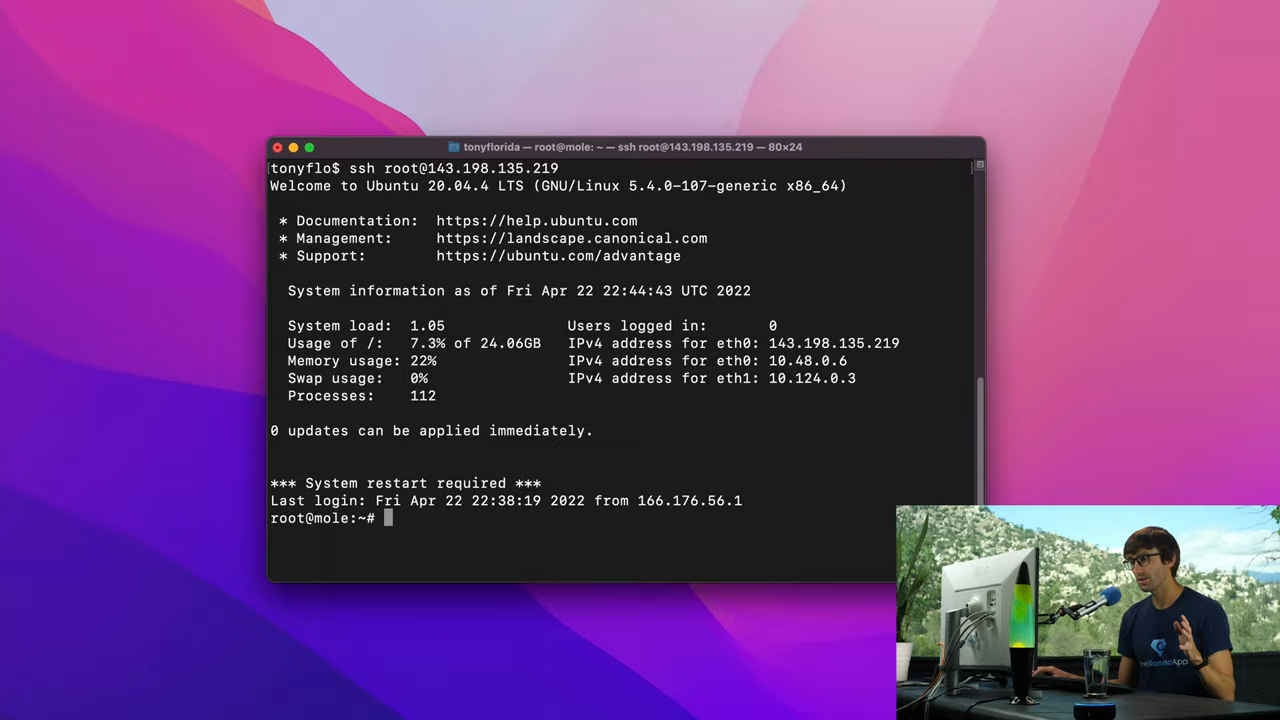 tonyflorida — root@mole: ~ — ssh root@143.198.135.219 — 80×24
[tonyflo$ ssh root@143.198.135.219 ]
Welcome to Ubuntu 20.04.4 LTS (GNU/Linux 5.4.0-107-generic x86_64)
* Documentation: https://help.ubuntu.com
* Management: https://landscape.canonical.com
* Support: https://ubuntu.com/advantage
System information as of Fri Apr 22 22:44:43 UTC 2022
System load: 1.05 Users logged in: 0
Usage of /: 7.3% of 24.06GB IPv4 address for eth0: 143.198.135.219
Memory usage: 22% IPv4 address for eth0: 10.48.0.6
Swap usage: 0% IPv4 address for eth1: 10.124.0.3
Processes: 112
0 updates can be applied immediately.
*** System restart required ***
Last login: Fri Apr 22 22:38:19 2022 from 166.176.56.1
root@mole:~#